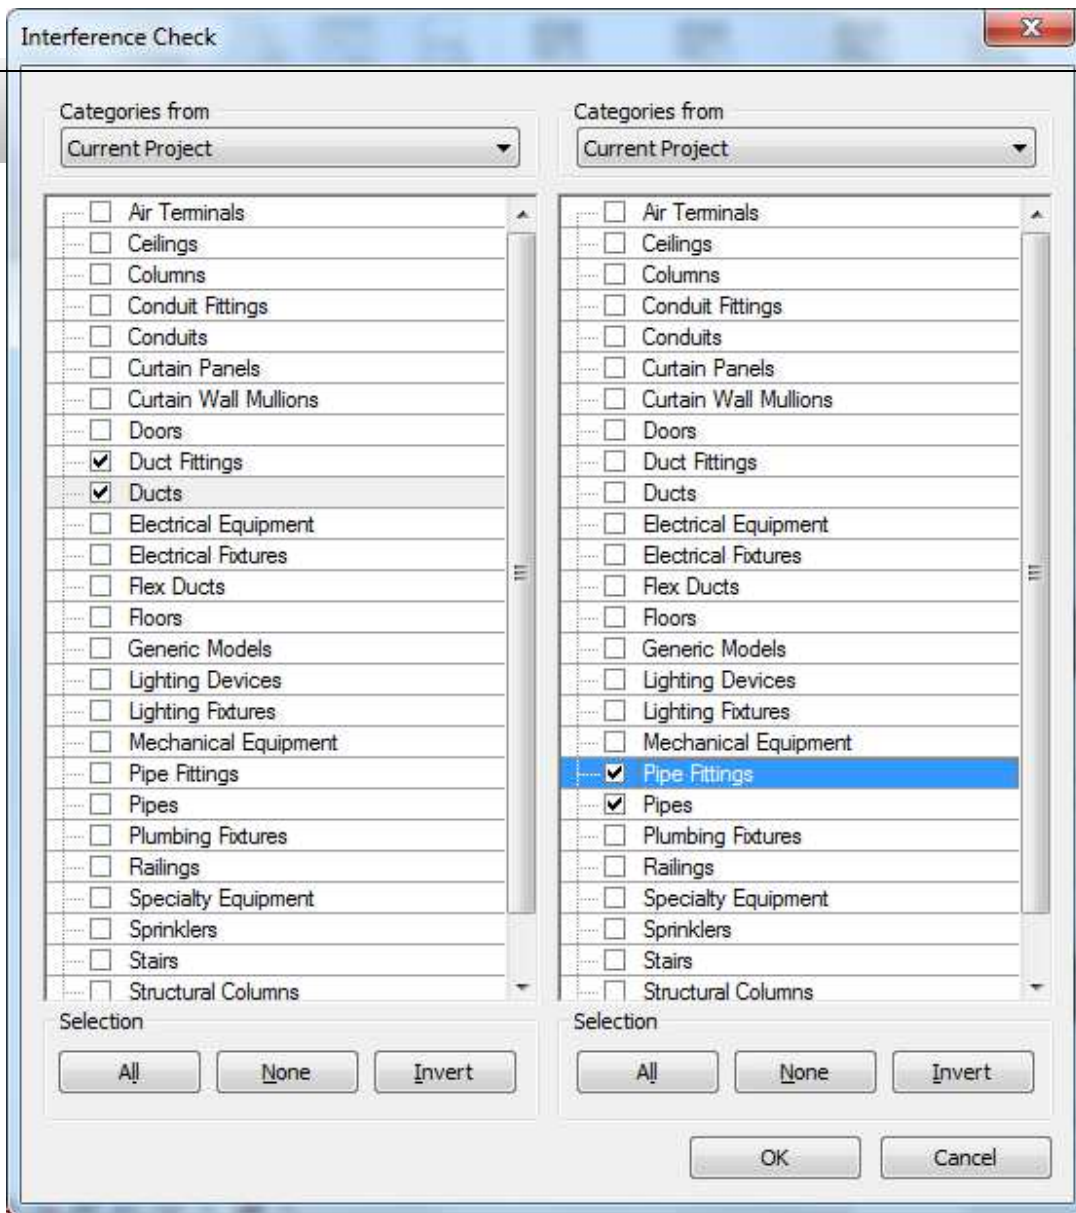 Interference Check
Categories from
Current Project
Air Terminals
Ceilings
Columns
Conduit Fittings
Conduits
Curtain Panels
Curtain Wall Mullions
Doors
Duct Fittings
Ducts
Electrical Equipment
Electrical Fixtures
Flex Ducts
Floors
Generic Models
Lighting Devices
Lighting Fixtures
Mechanical Equipment
Pipe Fittings
Pipes
Plumbing Fixtures
Railings
Specialty Equipment
Sprinklers
Stairs
Structural Columns
Selection
All None Invert
Categories from
Current Project
Air Terminals
Ceilings
Columns
Conduit Fittings
Conduits
Curtain Panels
Curtain Wall Mullions
Doors
Duct Fittings
Ducts
Electrical Equipment
Electrical Fixtures
Flex Ducts
Floors
Generic Models
Lighting Devices
Lighting Fixtures
Mechanical Equipment
Pipe Fittings
Pipes
Plumbing Fixtures
Railings
Specialty Equipment
Sprinklers
Stairs
Structural Columns
Selection
All None Invert
OK Cancel